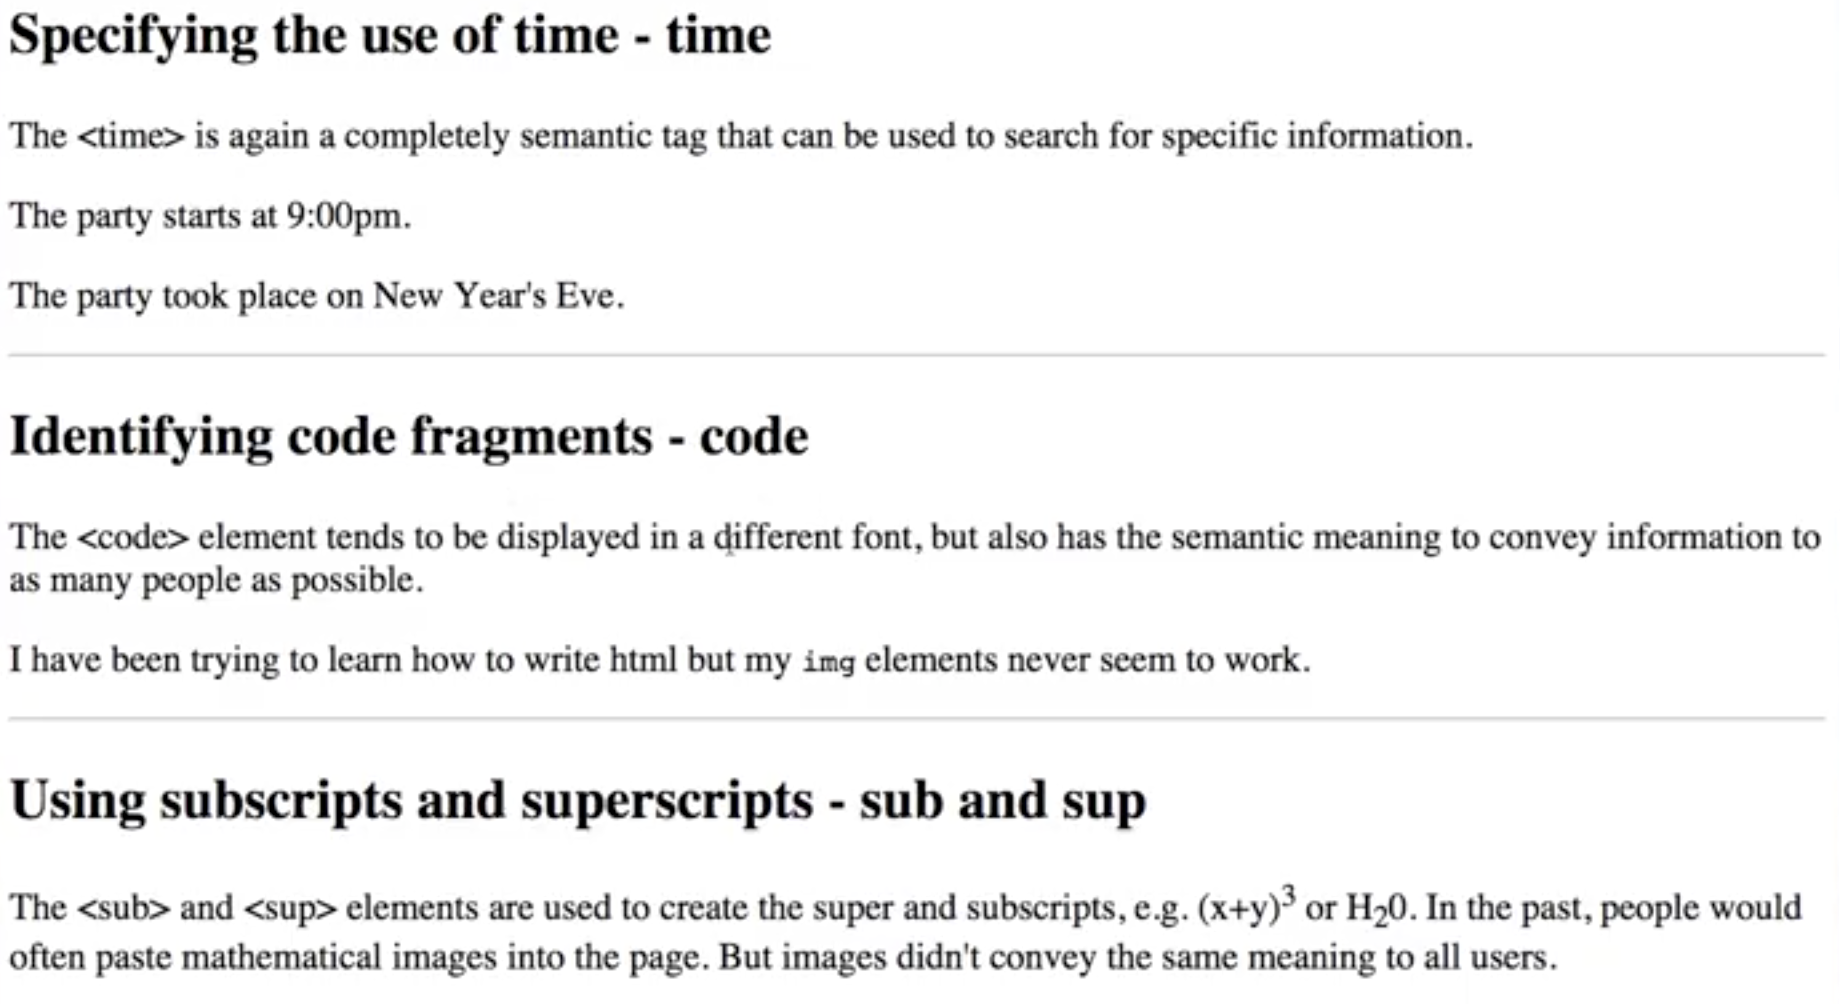 Specifying the use of time - time
The <time> is again a completely semantic tag that can be used to search for specific information.
The party starts at 9:00pm.
The party took place on New Year's Eve.
Identifying code fragments - code
The <code> element tends to be displayed in a different font, but also has the semantic meaning to convey information to
as many people as possible.
I have been trying to learn how to write html but my img elements never seem to work.
Using subscripts and superscripts - sub and sup
The <sub> and <sup> elements are used to create the super and subscripts, e.g. (x+y)³ or H₂0. In the past, people would
often paste mathematical images into the page. But images didn't convey the same meaning to all users.